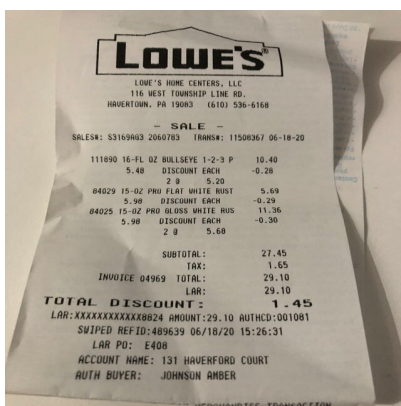 LOWE'S
LOWE'S HOME CENTERS, LLC
116 WEST TOWNSHIP LINE RD.
HAVERTOWN, PA 19083 (610) 536-6168
- SALE -
SALES#: S3169AG3 2060783 TRANS#: 11508367 06-18-20
111890 16-FL OZ BULLSEYE 1-2-3 P 10.40
5.48 DISCOUNT EACH -0.28
2 @ 5.20
84029 15-OZ PRO FLAT WHITE RUST 5.69
5.98 DISCOUNT EACH -0.29
84025 15-OZ PRO GLOSS WHITE RUS 11.36
5.98 DISCOUNT EACH -0.30
2 @ 5.68
SUBTOTAL: 27.45
TAX: 1.65
INVOICE 04969 TOTAL: 29.10
LAR: 29.10
TOTAL DISCOUNT: 1.45
LAR:XXXXXXXXXXXX8824 AMOUNT:29.10 AUTHCD:001081
SWIPED REFID:489639 06/18/20 15:26:31
LAR PO: E408
ACCOUNT NAME: 131 HAVERFORD COURT
AUTH BUYER: JOHNSON AMBER
MERCHANDISE TRANSACTION